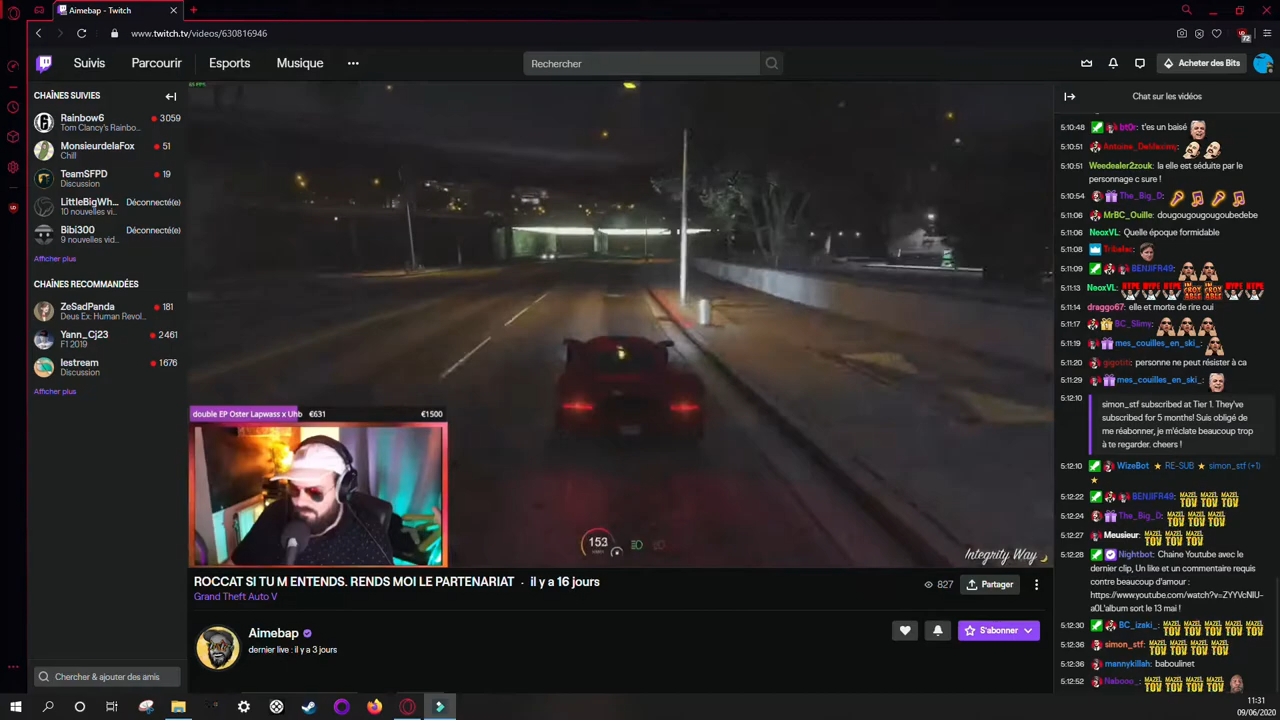 Aimebap - Twitch
www.twitch.tv/videos/630816946
72
Suivis
Parcourir
Esports
Musique
Rechercher
Acheter des Bits
CHAÎNES SUIVIES
Rainbow6
3059
Tom Clancy's Rainbo...
MonsieurdelaFox
51
Chill
TeamSFPD
19
Discussion
LittleBigWh...
Déconnecté(e)
10 nouvelles vi...
Bibi300
Déconnecté(e)
9 nouvelles vid...
Afficher plus
CHAÎNES RECOMMANDÉES
ZeSadPanda
181
Deus Ex: Human Revol...
Yann_Cj23
2461
F1 2019
lestream
1676
Discussion
Afficher plus
Chercher & ajouter des amis
double EP Oster Lapwass x Uhb
€631
€1500
153
Integrity Way
ROCCAT SI TU M ENTENDS. RENDS MOI LE PARTENARIAT · il y a 16 jours
Grand Theft Auto V
827
Partager
Aimebap
dernier live : il y a 3 jours
S'abonner
Chat sur les vidéos
5:10:48 bt0r: t'es un baisé
5:10:51
5:10:51 Weedealer2zouk: la elle est séduite par le
personnage c sure !
5:10:54 The_Big_D:
5:11:06 MrBC_Ouille: dougougougougoubedebe
5:11:06 NeoxVL: Quelle époque formidable
5:11:08
5:11:09 BENJIFR49:
5:11:13 NeoxVL:
5:11:14 draggo67: elle et morte de rire oui
5:11:17 BC_Slimy:
5:11:19 mes_couilles_en_ski_:
5:11:20 gigotitc: personne ne peut résister à ca
5:11:29 mes_couilles_en_ski_:
5:12:10
simon_stf subscribed at Tier 1. They've
subscribed for 5 months! Suis obligé de
me réabonner, je m'éclate beaucoup trop
à te regarder. cheers !
5:12:10 WizeBot ★ RE-SUB ★ simon_stf (+1)
★
5:12:22 BENJIFR49: MAZEL TOV MAZEL TOV MAZEL TOV
5:12:24 The_Big_D: MAZEL TOV MAZEL TOV MAZEL TOV
5:12:27 Meusieur: MAZEL TOV MAZEL TOV MAZEL TOV
5:12:28 Nightbot: Chaine Youtube avec le
dernier clip, Un like et un commentaire requis
contre beaucoup d'amour :
https://www.youtube.com/watch?v=ZYYVcNIU-
a0L'album sort le 13 mai !
5:12:30 BC_izaki_: MAZEL TOV MAZEL TOV MAZEL TOV MAZEL TOV
5:12:36 simon_stf: MAZEL TOV MAZEL TOV MAZEL TOV MAZEL TOV
5:12:36 mannykillah: baboulinet
5:12:52 Nabooo_: MAZEL TOV MAZEL TOV MAZEL TOV MAZEL TOV
11:31
09/06/2020